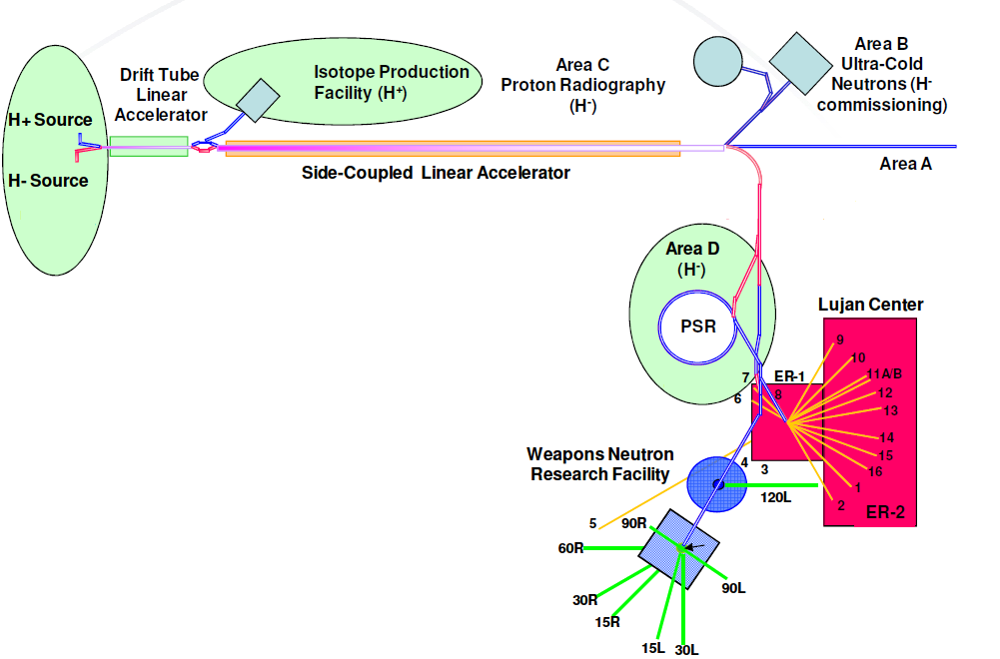 H+ Source
H- Source
Drift Tube
Linear
Accelerator
Isotope Production
Facility (H+)
Area C
Proton Radiography
(H-)
Area B
Ultra-Cold
Neutrons (H-
commissioning)
Side-Coupled Linear Accelerator
Area A
Area D
(H-)
PSR
Lujan Center
9
10
11A/B
12
13
14
15
16
1
2
ER-2
7
ER-1
8
6
4
3
Weapons Neutron
Research Facility
120L
5
90R
60R
30R
15R
15L
30L
90L